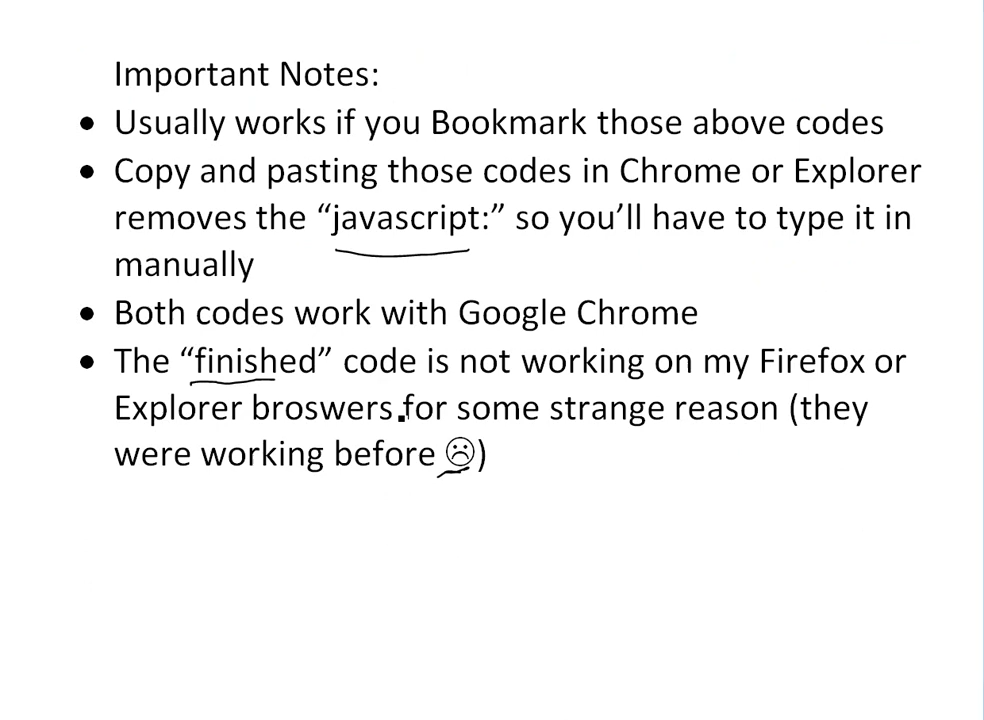 Important Notes:
• Usually works if you Bookmark those above codes
• Copy and pasting those codes in Chrome or Explorer
removes the “javascript:” so you’ll have to type it in
manually
• Both codes work with Google Chrome
• The “finished” code is not working on my Firefox or
Explorer broswers for some strange reason (they
were working before ☹)